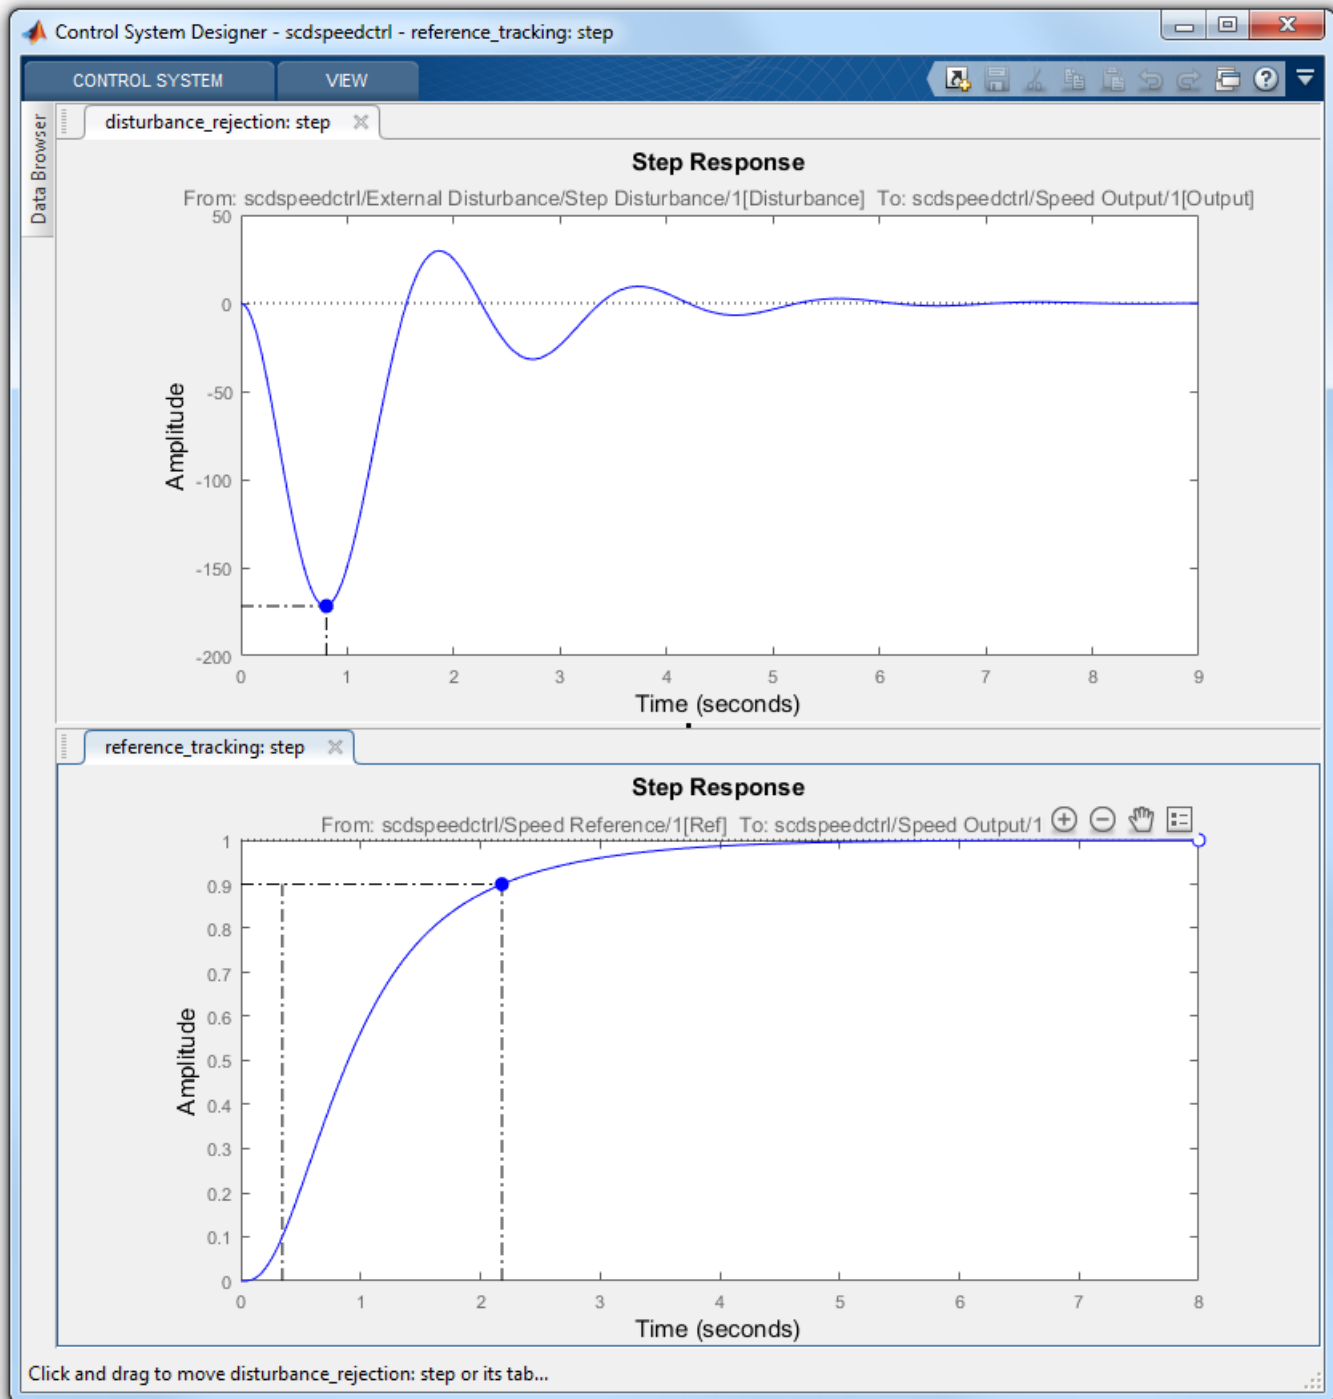 Control System Designer - scdspeedctrl - reference_tracking: step
CONTROL SYSTEM VIEW
Data Browser
disturbance_rejection: step
Step Response
From: scdspeedctrl/External Disturbance/Step Disturbance/1[Disturbance] To: scdspeedctrl/Speed Output/1[Output]
50
0
-50
-100
-150
-200
Amplitude
0 1 2 3 4 5 6 7 8 9
Time (seconds)
reference_tracking: step
Step Response
From: scdspeedctrl/Speed Reference/1[Ref] To: scdspeedctrl/Speed Output/1
1
0.9
0.8
0.7
0.6
0.5
0.4
0.3
0.2
0.1
0
Amplitude
0 1 2 3 4 5 6 7 8
Time (seconds)
Click and drag to move disturbance_rejection: step or its tab...